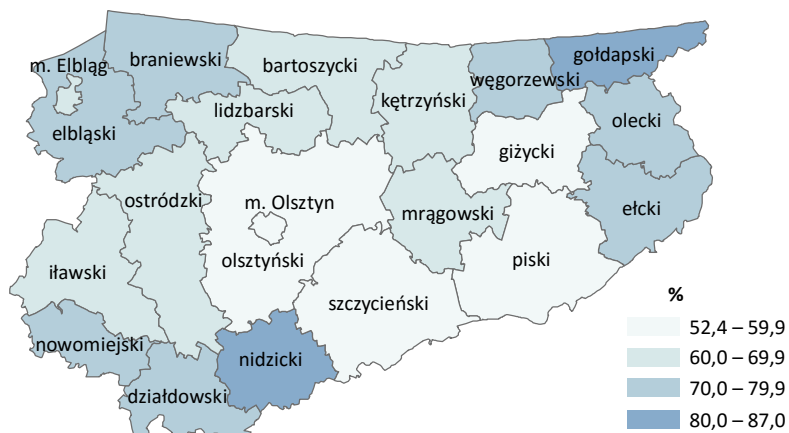 gołdapski
braniewski
bartoszycki
m. Elbląg
węgorzewski
kętrzyński
lidzbarski
olecki
elbląski
giżycki
ostródzki
m. Olsztyn
mrągowski
ełcki
olsztyński
piski
iławski
szczycieński
nowomiejski
nidzicki
działdowski
%
52,4 – 59,9
60,0 – 69,9
70,0 – 79,9
80,0 – 87,0